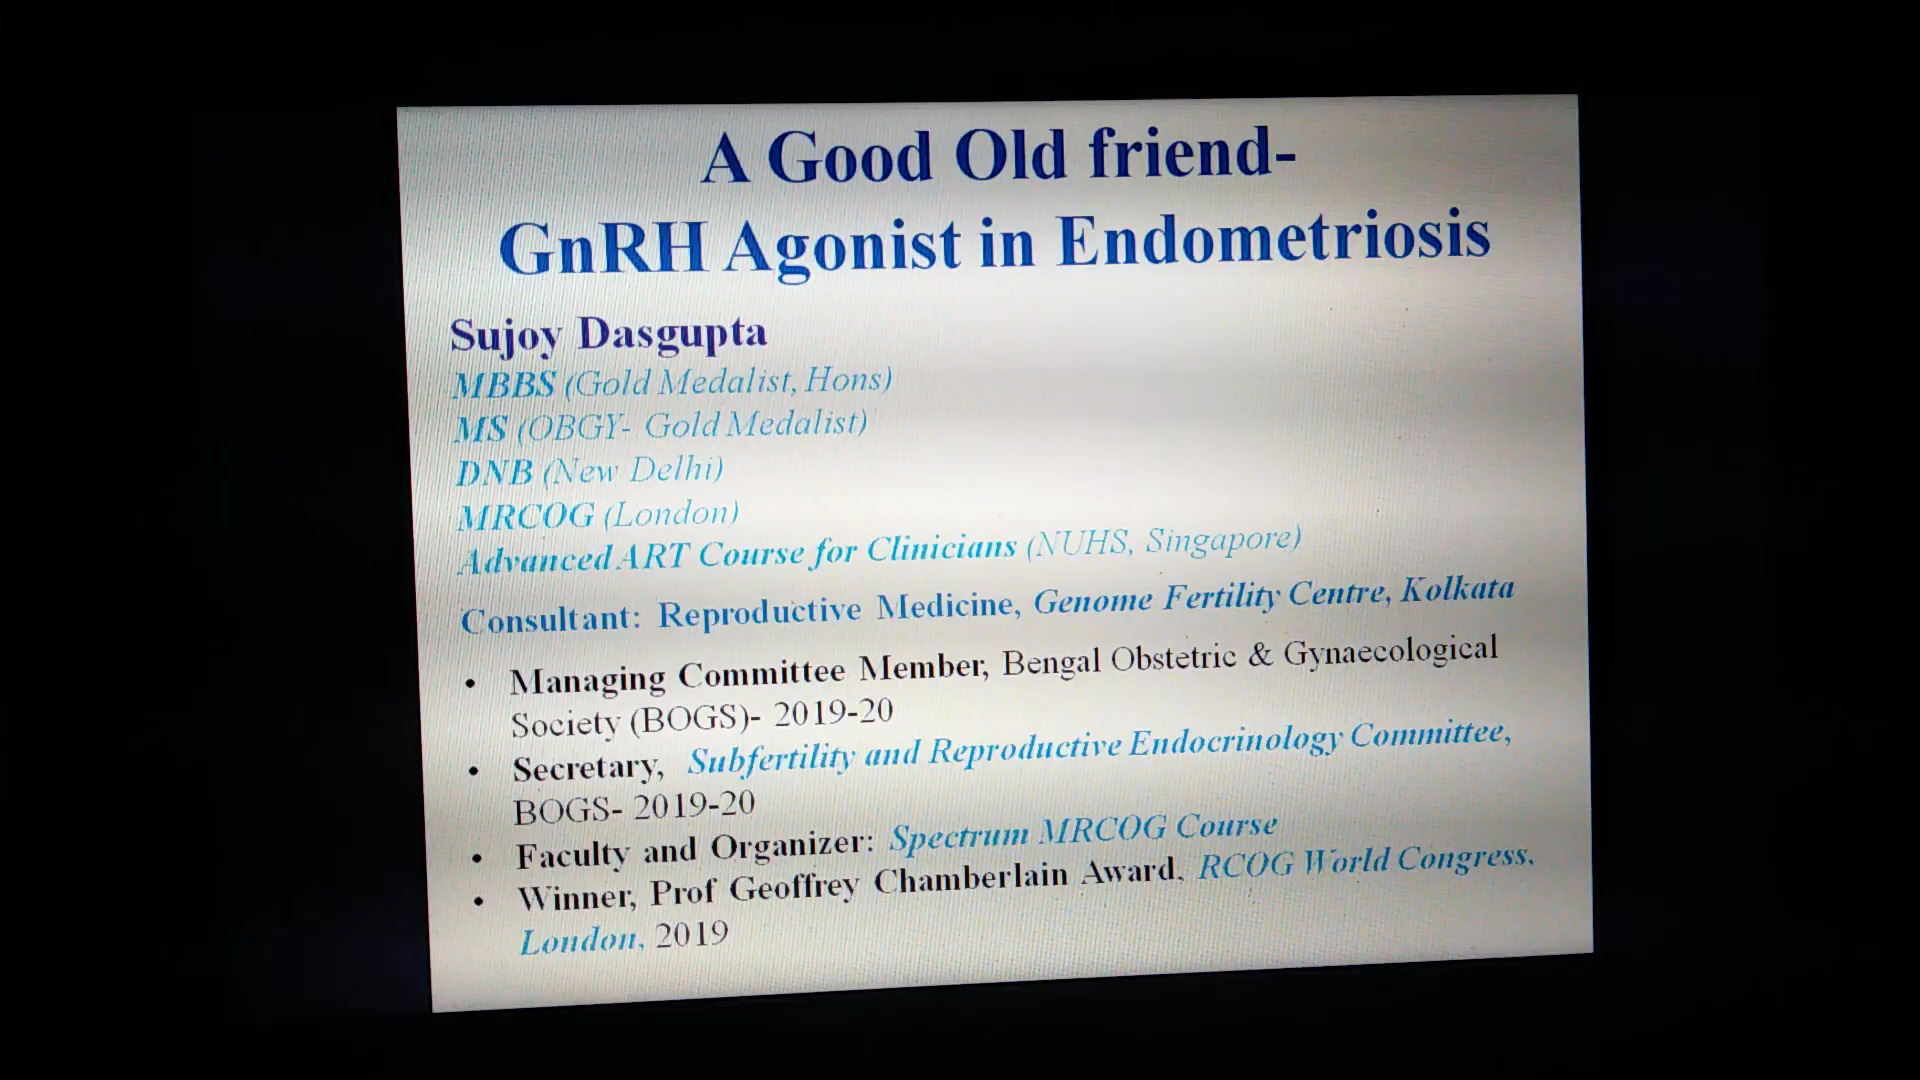 A Good Old friend-
GnRH Agonist in Endometriosis
Sujoy Dasgupta
MBBS (Gold Medalist, Hons)
MS (OBGY- Gold Medalist)
DNB (New Delhi)
MRCOG (London)
Advanced ART Course for Clinicians (NUHS, Singapore)
Consultant: Reproductive Medicine, Genome Fertility Centre, Kolkata
• Managing Committee Member, Bengal Obstetric & Gynaecological
Society (BOGS)- 2019-20
• Secretary, Subfertility and Reproductive Endocrinology Committee,
BOGS- 2019-20
• Faculty and Organizer: Spectrum MRCOG Course
• Winner, Prof Geoffrey Chamberlain Award, RCOG World Congress,
London, 2019